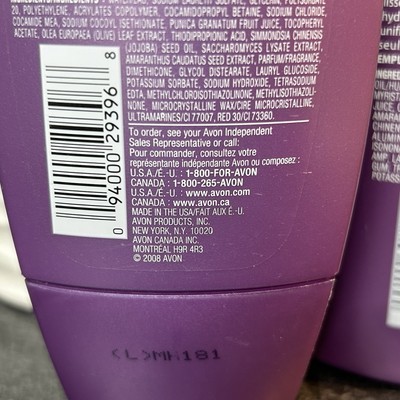 20, POLYETHYLENE, ACRYLATES COPOLYMER, COCAMIDOPROPYL BETAINE, SODIUM CHLORIDE,
COCAMIDE MEA, SODIUM COCOYL ISETHIONATE, PUNICA GRANATUM FRUIT JUICE, TOCOPHERYL
ACETATE, OLEA EUROPAEA (OLIVE) LEAF EXTRACT, THIODIPROPIONIC ACID, SIMMONDSIA CHINENSIS
(JOJOBA) SEED OIL, SACCHAROMYCES LYSATE EXTRACT,
AMARANTHUS CAUDATUS SEED EXTRACT, PARFUM/FRAGRANCE,
DIMETHICONE, GLYCOL DISTEARATE, LAURYL GLUCOSIDE,
POTASSIUM SORBATE, SODIUM HYDROXIDE, TETRASODIUM
EDTA, METHYLCHLOROISOTHIAZOLINONE, METHYLISOTHIAZOLI-
NONE, MICROCRYSTALLINE WAX/CIRE MICROCRISTALLINE,
ULTRAMARINES/CI 77007, RED 30/CI 73360.
To order, see your Avon Independent
Sales Representative or call:
Pour commander, consultez votre
représentante indépendante Avon ou composez :
U.S.A./É.-U. : 1-800-FOR-AVON
CANADA : 1-800-265-AVON
U.S.A./É.-U. : www.avon.com
CANADA : www.avon.ca
MADE IN USA/FAIT AUX É.-U.
AVON PRODUCTS, INC.
NEW YORK, N.Y. 10020
AVON CANADA INC.
MONTRÉAL H9R 4R3
© 2008 AVON
0 94000 29396 8
<L>MW181